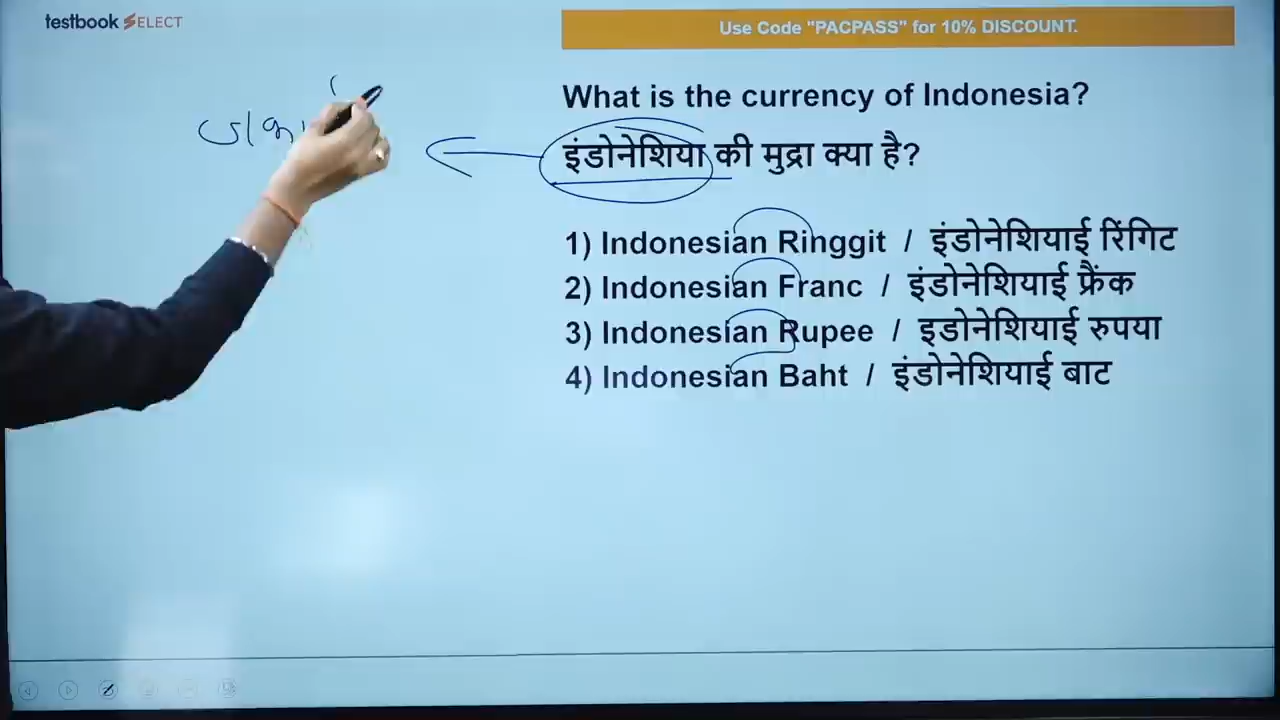 testbook SELECT
Use Code "PACPASS" for 10% DISCOUNT.
What is the currency of Indonesia?
इंडोनेशिया की मुद्रा क्या है?
1) Indonesian Ringgit / इंडोनेशियाई रिंगिट
2) Indonesian Franc / इंडोनेशियाई फ्रैंक
3) Indonesian Rupee / इडोनेशियाई रुपया
4) Indonesian Baht / इंडोनेशियाई बाट